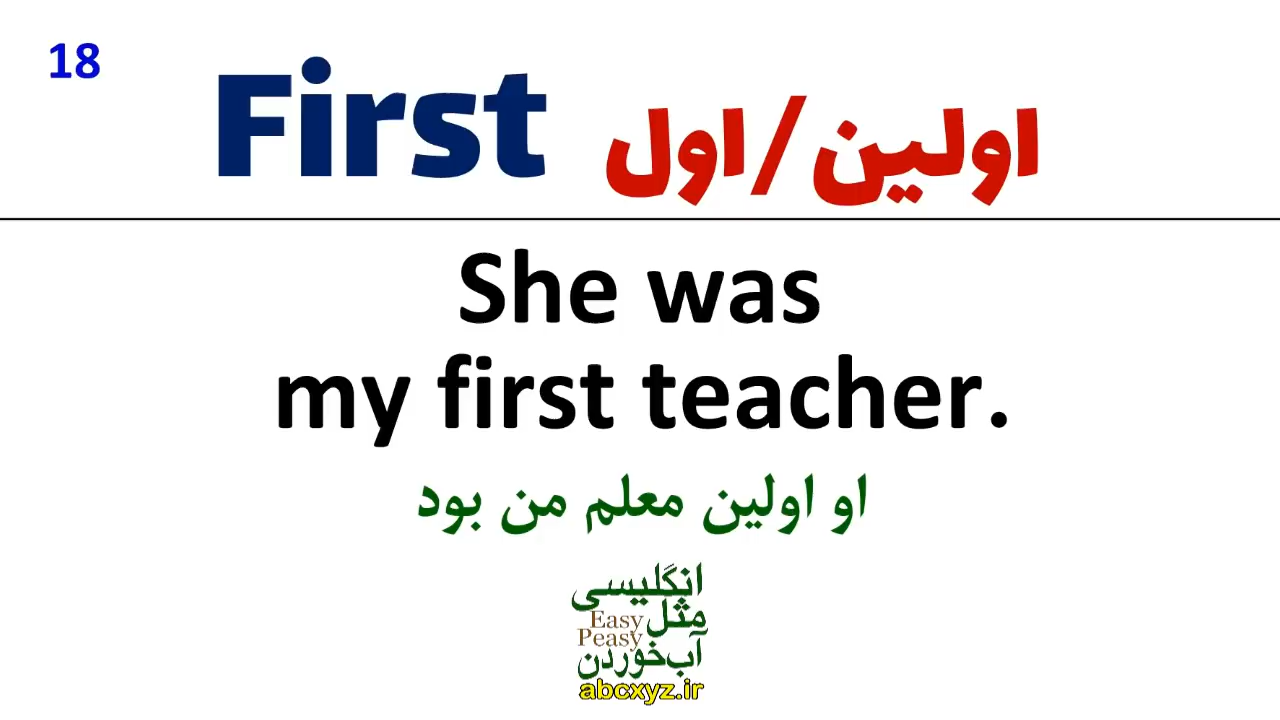 18
First اولین/اول
She was
my first teacher.
او اولین معلم من بود
انگلیسی
مثل Easy
Peasy
آب‌خوردن
abcxyz.ir